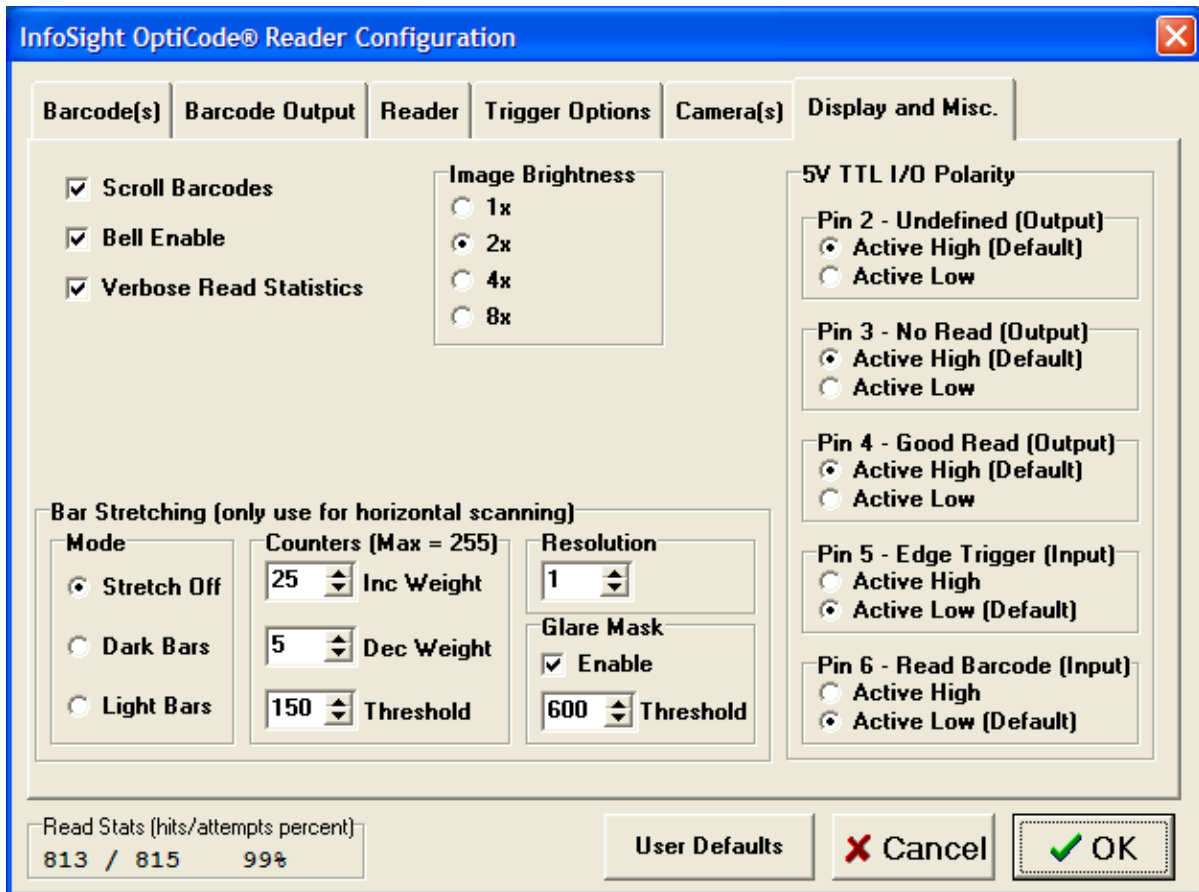 InfoSight OptiCode® Reader Configuration
Barcode(s) Barcode Output Reader Trigger Options Camera(s) Display and Misc.
Scroll Barcodes
Bell Enable
Verbose Read Statistics
Image Brightness
1x
2x
4x
8x
5V TTL I/O Polarity
Pin 2 - Undefined (Output)
Active High (Default)
Active Low
Pin 3 - No Read (Output)
Active High (Default)
Active Low
Pin 4 - Good Read (Output)
Active High (Default)
Active Low
Pin 5 - Edge Trigger (Input)
Active High
Active Low (Default)
Pin 6 - Read Barcode (Input)
Active High
Active Low (Default)
Bar Stretching (only use for horizontal scanning)
Mode
Stretch Off
Dark Bars
Light Bars
Counters (Max = 255)
25 Inc Weight
5 Dec Weight
150 Threshold
Resolution
1
Glare Mask
Enable
600 Threshold
Read Stats (hits/attempts percent)
813 / 815 99%
User Defaults
Cancel
OK